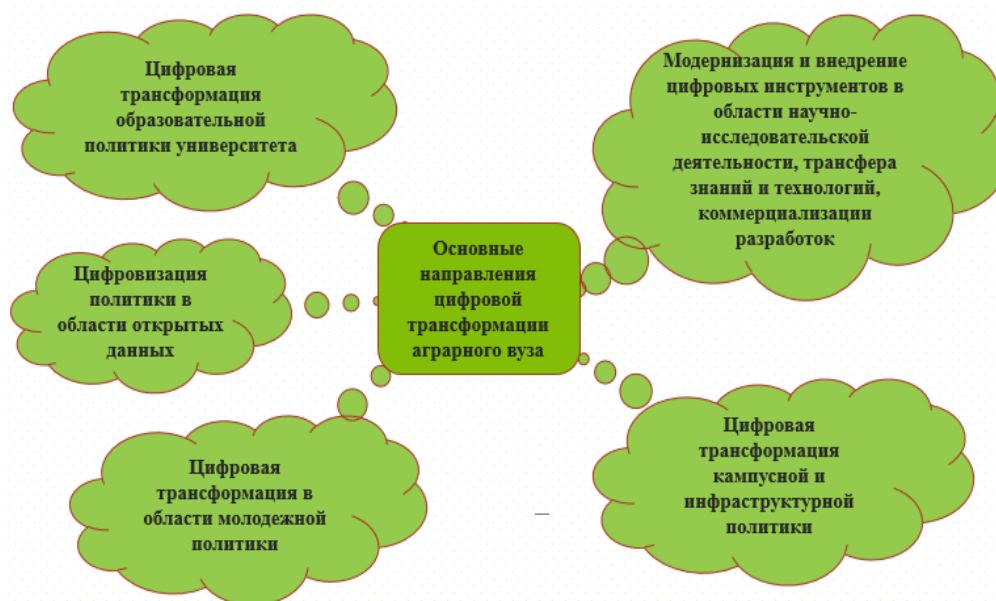 Цифровая
трансформация
образовательной
политики университета
Модернизация и внедрение
цифровых инструментов в
области научно-
исследовательской
деятельности, трансфера
знаний и технологий,
коммерциализации
разработок
Основные
направления
цифровой
трансформации
аграрного вуза
Цифровизация
политики в
области открытых
данных
Цифровая
трансформация в
области молодежной
политики
Цифровая
трансформация
кампусной и
инфраструктурной
политики